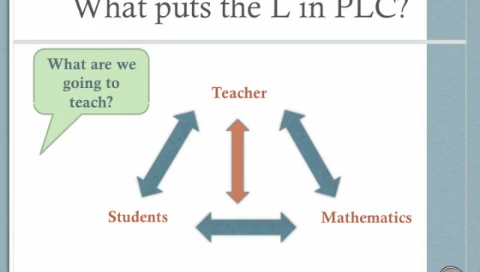 What puts the L in PLC?
What are we
going to
teach?
Teacher
Students
Mathematics